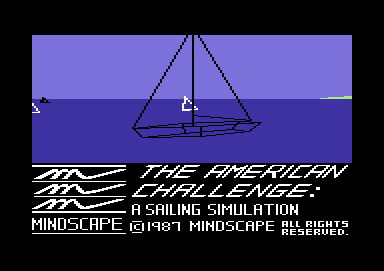 THE AMERICAN
CHALLENGE:
A SAILING SIMULATION
MINDSCAPE
©1987 MINDSCAPE ALL RIGHTS
RESERVED.